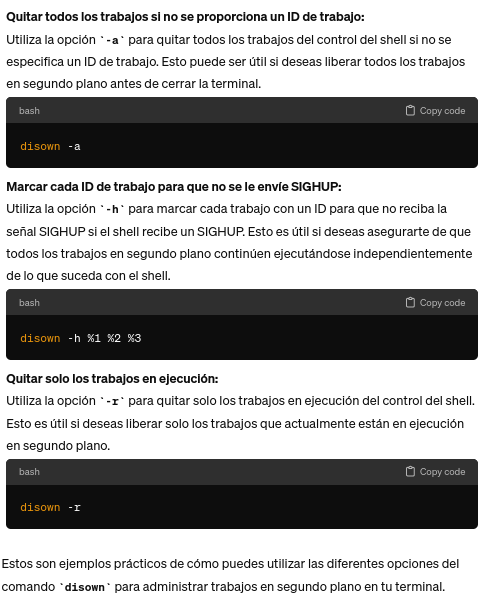 Quitar todos los trabajos si no se proporciona un ID de trabajo:
Utiliza la opción `-a` para quitar todos los trabajos del control del shell si no se
especifica un ID de trabajo. Esto puede ser útil si deseas liberar todos los trabajos
en segundo plano antes de cerrar la terminal.
bash Copy code
disown -a
Marcar cada ID de trabajo para que no se le envíe SIGHUP:
Utiliza la opción `-h` para marcar cada trabajo con un ID para que no reciba la
señal SIGHUP si el shell recibe un SIGHUP. Esto es útil si deseas asegurarte de que
todos los trabajos en segundo plano continúen ejecutándose independientemente
de lo que suceda con el shell.
bash Copy code
disown -h %1 %2 %3
Quitar solo los trabajos en ejecución:
Utiliza la opción `-r` para quitar solo los trabajos en ejecución del control del shell.
Esto es útil si deseas liberar solo los trabajos que actualmente están en ejecución
en segundo plano.
bash Copy code
disown -r
Estos son ejemplos prácticos de cómo puedes utilizar las diferentes opciones del
comando `disown` para administrar trabajos en segundo plano en tu terminal.